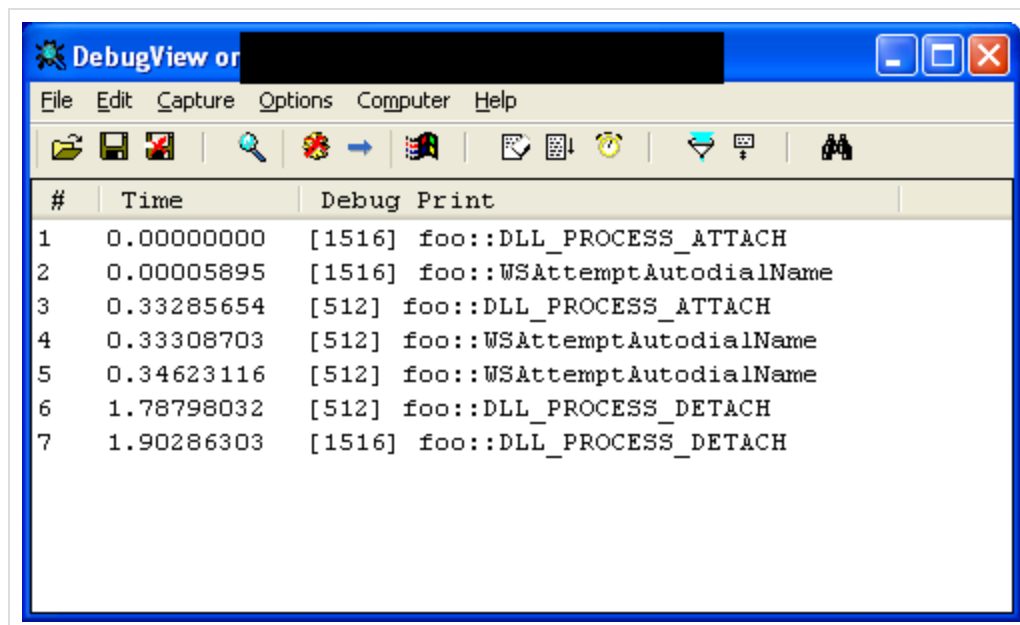 DebugView or
File Edit Capture Options Computer Help
# Time Debug Print
1 0.00000000 [1516] foo::DLL_PROCESS_ATTACH
2 0.00005895 [1516] foo::WSAttemptAutodialName
3 0.33285654 [512] foo::DLL_PROCESS_ATTACH
4 0.33308703 [512] foo::WSAttemptAutodialName
5 0.34623116 [512] foo::WSAttemptAutodialName
6 1.78798032 [512] foo::DLL_PROCESS_DETACH
7 1.90286303 [1516] foo::DLL_PROCESS_DETACH